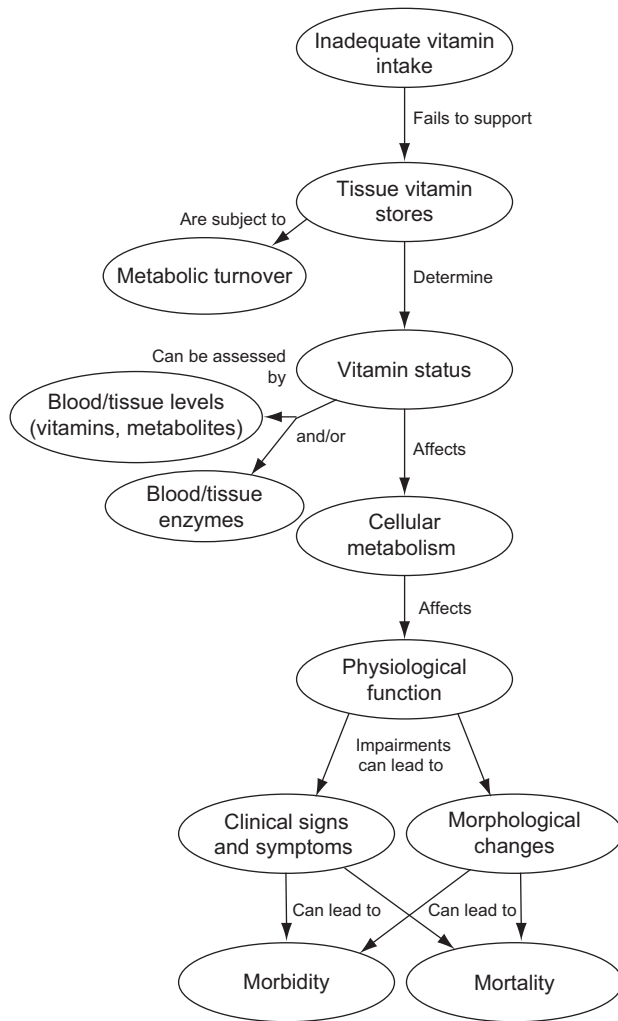 Inadequate vitamin
intake
Fails to support
Tissue vitamin
stores
Are subject to
Metabolic turnover
Determine
Can be assessed
by
Vitamin status
Blood/tissue levels
(vitamins, metabolites)
and/or
Affects
Blood/tissue
enzymes
Cellular
metabolism
Affects
Physiological
function
Impairments
can lead to
Clinical signs
and symptoms
Morphological
changes
Can lead to
Can lead to
Morbidity
Mortality